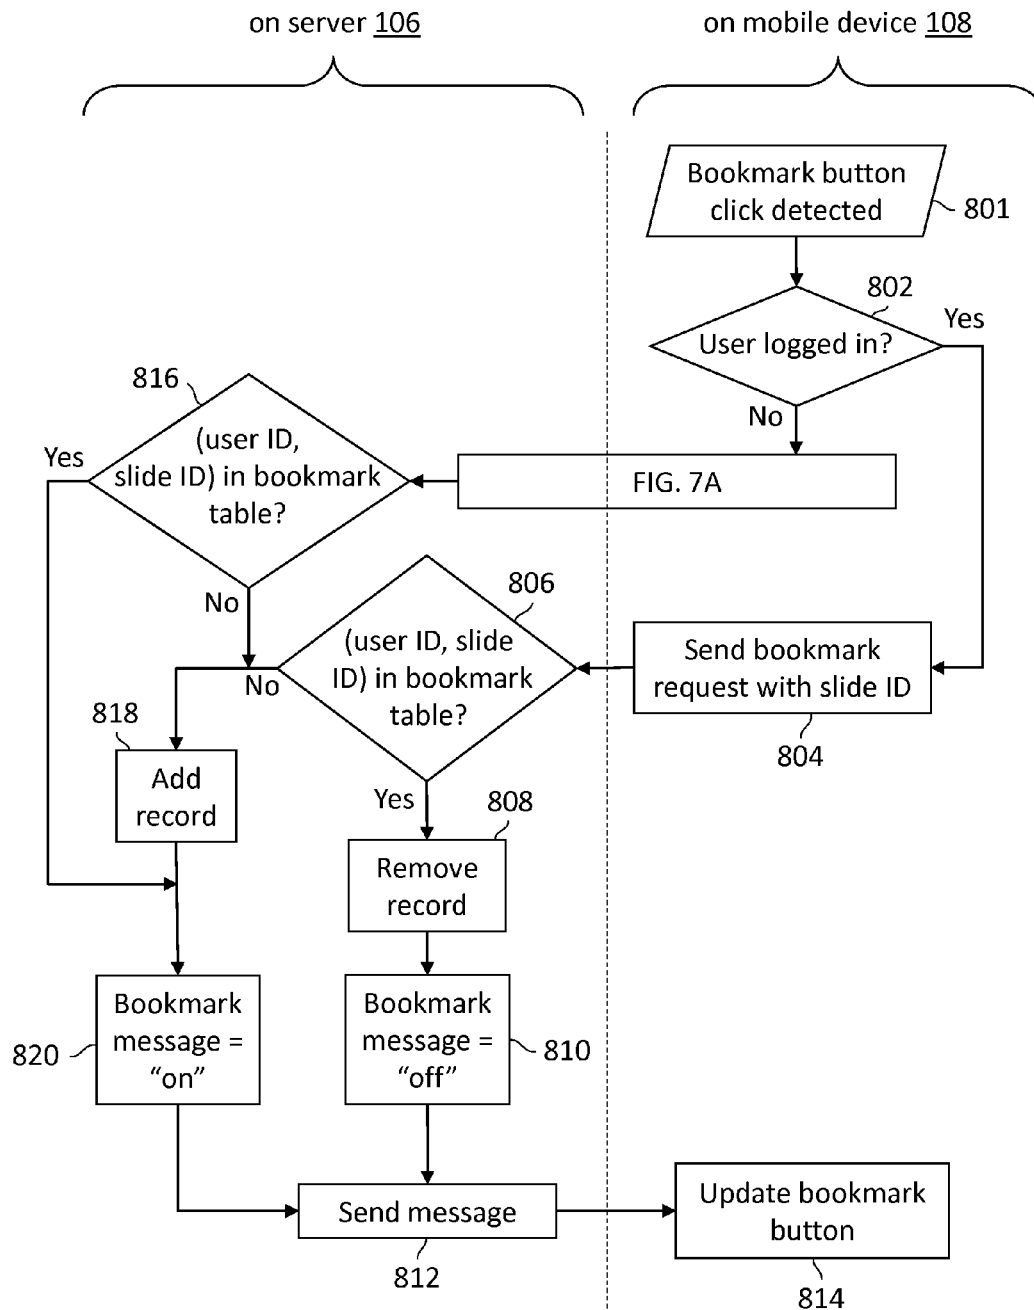 on server 106
on mobile device 108
Bookmark button
click detected
801
802
User logged in?
Yes
No
FIG. 7A
816
(user ID,
slide ID) in bookmark
table?
Yes
No
806
(user ID, slide
ID) in bookmark
table?
No
Yes
Send bookmark
request with slide ID
804
818
Add
record
808
Remove
record
Bookmark
message =
“on”
820
Bookmark
message =
“off”
810
Send message
812
Update bookmark
button
814